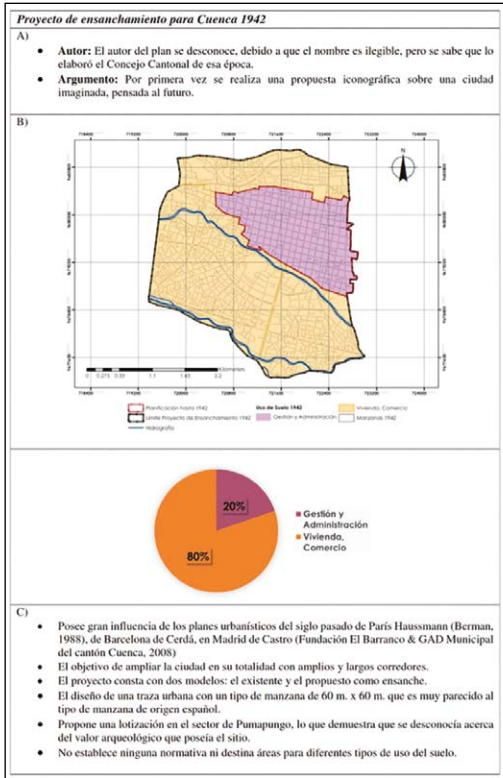 Proyecto de ensanchamiento para Cuenca 1942
A)
• Autor: El autor del plan se desconoce, debido a que el nombre es ilegible, pero se sabe que lo
elaboró el Concejo Cantonal de esa época.
• Argumento: Por primera vez se realiza una propuesta iconográfica sobre una ciudad
imaginada, pensada al futuro.
B)
N
Planificación hasta 1942
Límite Proyecto de Ensanchamiento 1942
Hidrografía
Uso de Suelo 1942
Gestión y Administración
Vivienda, Comercio
Manzanas 1942
20%
80%
Gestión y
Administración
Vivienda,
Comercio
C)
• Posee gran influencia de los planes urbanísticos del siglo pasado de París Haussmann (Berman,
1988), de Barcelona de Cerdá, en Madrid de Castro (Fundación El Barranco & GAD Municipal
del cantón Cuenca, 2008)
• El objetivo de ampliar la ciudad en su totalidad con amplios y largos corredores.
• El proyecto consta con dos modelos: el existente y el propuesto como ensanche.
• El diseño de una traza urbana con un tipo de manzana de 60 m. x 60 m. que es muy parecido al
tipo de manzana de origen español.
• Propone una lotización en el sector de Pumapungo, lo que demuestra que se desconocía acerca
del valor arqueológico que poseía el sitio.
• No establece ninguna normativa ni destina áreas para diferentes tipos de uso del suelo.